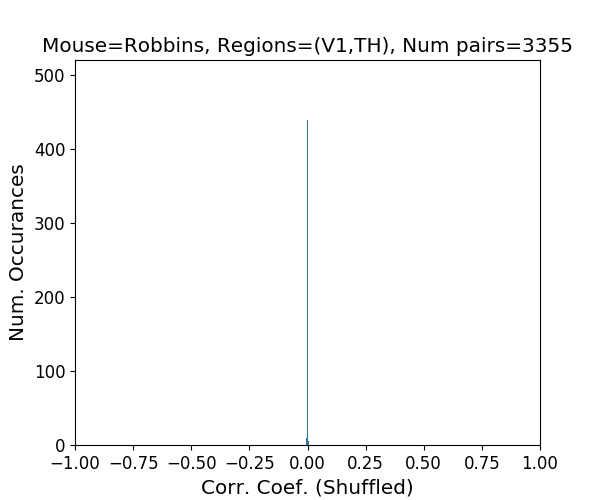 Mouse=Robbins, Regions=(V1,TH), Num pairs=3355
500
400
300
200
100
0
Num. Occurances
−1.00 −0.75 −0.50 −0.25 0.00 0.25 0.50 0.75 1.00
Corr. Coef. (Shuffled)